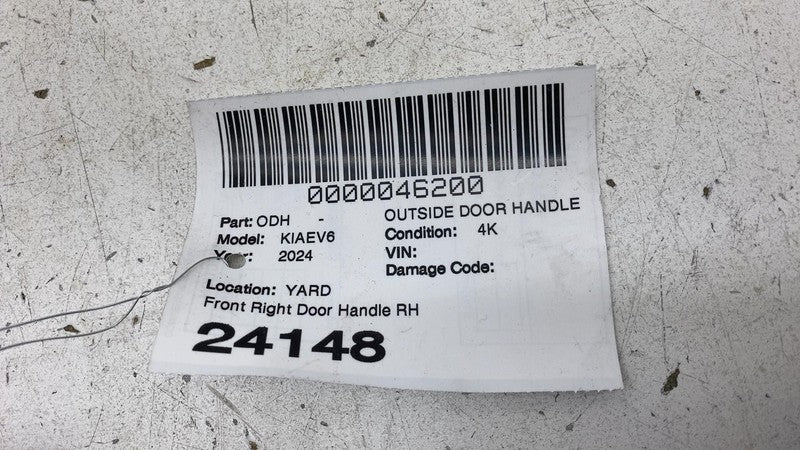 0000046200
Part: ODH - OUTSIDE DOOR HANDLE
Model: KIAEV6 Condition: 4K
Year: 2024 VIN:
Damage Code:
Location: YARD
Front Right Door Handle RH
24148